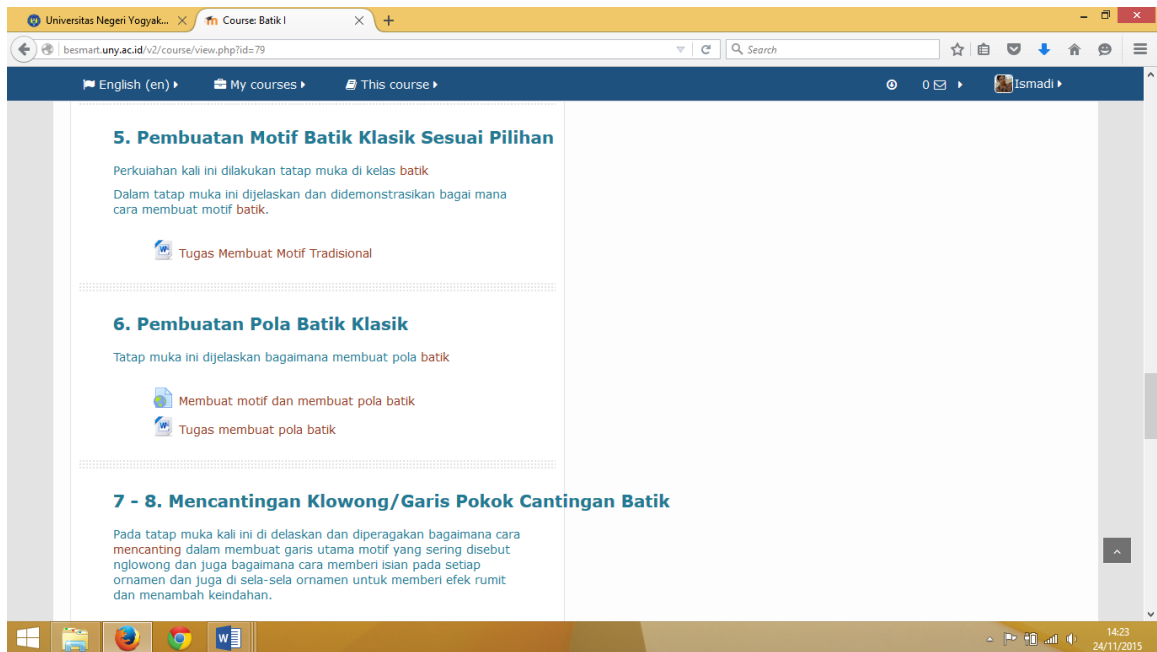 Universitas Negeri Yogyak...
Course: Batik I
besmart.uny.ac.id/v2/course/view.php?id=79
Search
English (en)
My courses
This course
0
Ismadi
5. Pembuatan Motif Batik Klasik Sesuai Pilihan
Perkuiahan kali ini dilakukan tatap muka di kelas batik
Dalam tatap muka ini dijelaskan dan didemonstrasikan bagai mana
cara membuat motif batik.
Tugas Membuat Motif Tradisional
6. Pembuatan Pola Batik Klasik
Tatap muka ini dijelaskan bagaimana membuat pola batik
Membuat motif dan membuat pola batik
Tugas membuat pola batik
7 - 8. Mencantingan Klowong/Garis Pokok Cantingan Batik
Pada tatap muka kali ini di delaskan dan diperagakan bagaimana cara
mencanting dalam membuat garis utama motif yang sering disebut
nglowong dan juga bagaimana cara memberi isian pada setiap
ornamen dan juga di sela-sela ornamen untuk memberi efek rumit
dan menambah keindahan.
14:23
24/11/2015